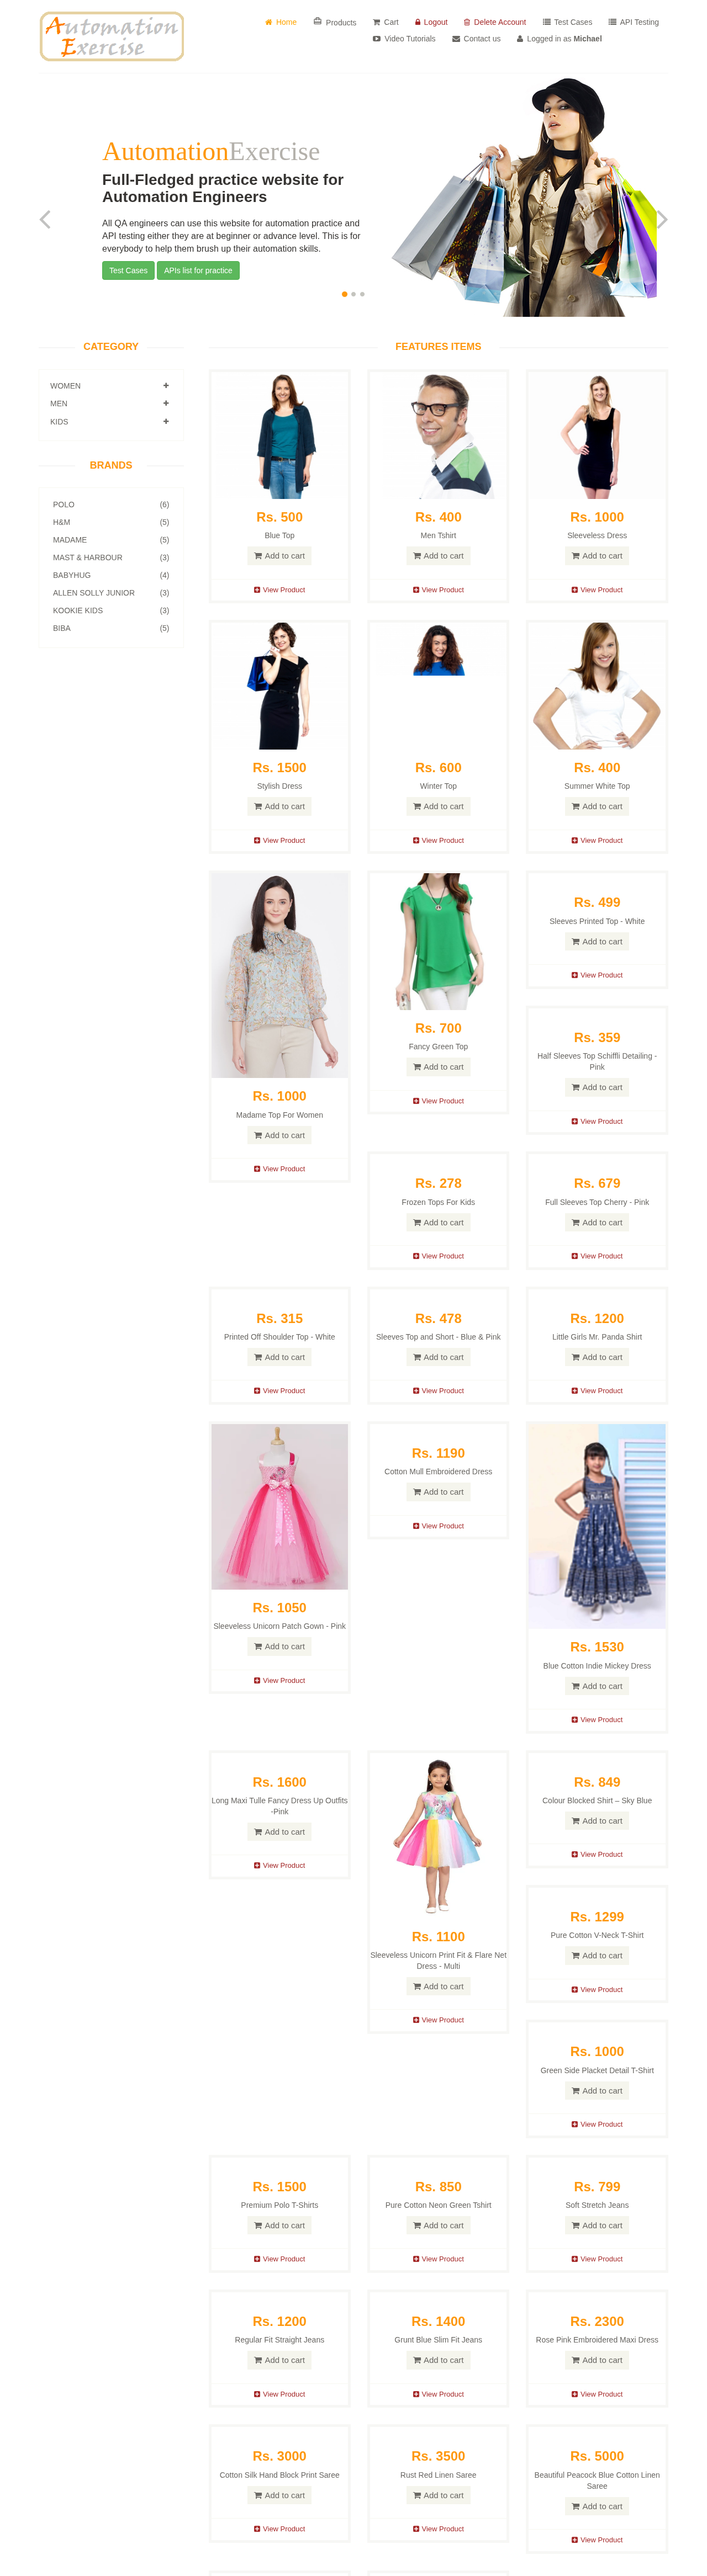 Automation
Exercise
Home
Products
Cart
Logout
Delete Account
Test Cases
API Testing
Video Tutorials
Contact us
Logged in as Michael
AutomationExercise
Full-Fledged practice website for
Automation Engineers
All QA engineers can use this website for automation practice and
API testing either they are at beginner or advance level. This is for
everybody to help them brush up their automation skills.
Test Cases
APIs list for practice
CATEGORY
WOMEN
MEN
KIDS
BRANDS
POLO (6)
H&M (5)
MADAME (5)
MAST & HARBOUR (3)
BABYHUG (4)
ALLEN SOLLY JUNIOR (3)
KOOKIE KIDS (3)
BIBA (5)
FEATURES ITEMS
Rs. 500
Blue Top
Add to cart
View Product
Rs. 400
Men Tshirt
Add to cart
View Product
Rs. 1000
Sleeveless Dress
Add to cart
View Product
Rs. 1500
Stylish Dress
Add to cart
View Product
Rs. 600
Winter Top
Add to cart
View Product
Rs. 400
Summer White Top
Add to cart
View Product
Rs. 1000
Madame Top For Women
Add to cart
View Product
Rs. 700
Fancy Green Top
Add to cart
View Product
Rs. 499
Sleeves Printed Top - White
Add to cart
View Product
Rs. 359
Half Sleeves Top Schiffli Detailing -
Pink
Add to cart
View Product
Rs. 278
Frozen Tops For Kids
Add to cart
View Product
Rs. 679
Full Sleeves Top Cherry - Pink
Add to cart
View Product
Rs. 315
Printed Off Shoulder Top - White
Add to cart
View Product
Rs. 478
Sleeves Top and Short - Blue & Pink
Add to cart
View Product
Rs. 1200
Little Girls Mr. Panda Shirt
Add to cart
View Product
Rs. 1050
Sleeveless Unicorn Patch Gown - Pink
Add to cart
View Product
Rs. 1190
Cotton Mull Embroidered Dress
Add to cart
View Product
Rs. 1530
Blue Cotton Indie Mickey Dress
Add to cart
View Product
Rs. 1600
Long Maxi Tulle Fancy Dress Up Outfits
-Pink
Add to cart
View Product
Rs. 1100
Sleeveless Unicorn Print Fit & Flare Net
Dress - Multi
Add to cart
View Product
Rs. 849
Colour Blocked Shirt – Sky Blue
Add to cart
View Product
Rs. 1299
Pure Cotton V-Neck T-Shirt
Add to cart
View Product
Rs. 1000
Green Side Placket Detail T-Shirt
Add to cart
View Product
Rs. 1500
Premium Polo T-Shirts
Add to cart
View Product
Rs. 850
Pure Cotton Neon Green Tshirt
Add to cart
View Product
Rs. 799
Soft Stretch Jeans
Add to cart
View Product
Rs. 1200
Regular Fit Straight Jeans
Add to cart
View Product
Rs. 1400
Grunt Blue Slim Fit Jeans
Add to cart
View Product
Rs. 2300
Rose Pink Embroidered Maxi Dress
Add to cart
View Product
Rs. 3000
Cotton Silk Hand Block Print Saree
Add to cart
View Product
Rs. 3500
Rust Red Linen Saree
Add to cart
View Product
Rs. 5000
Beautiful Peacock Blue Cotton Linen
Saree
Add to cart
View Product